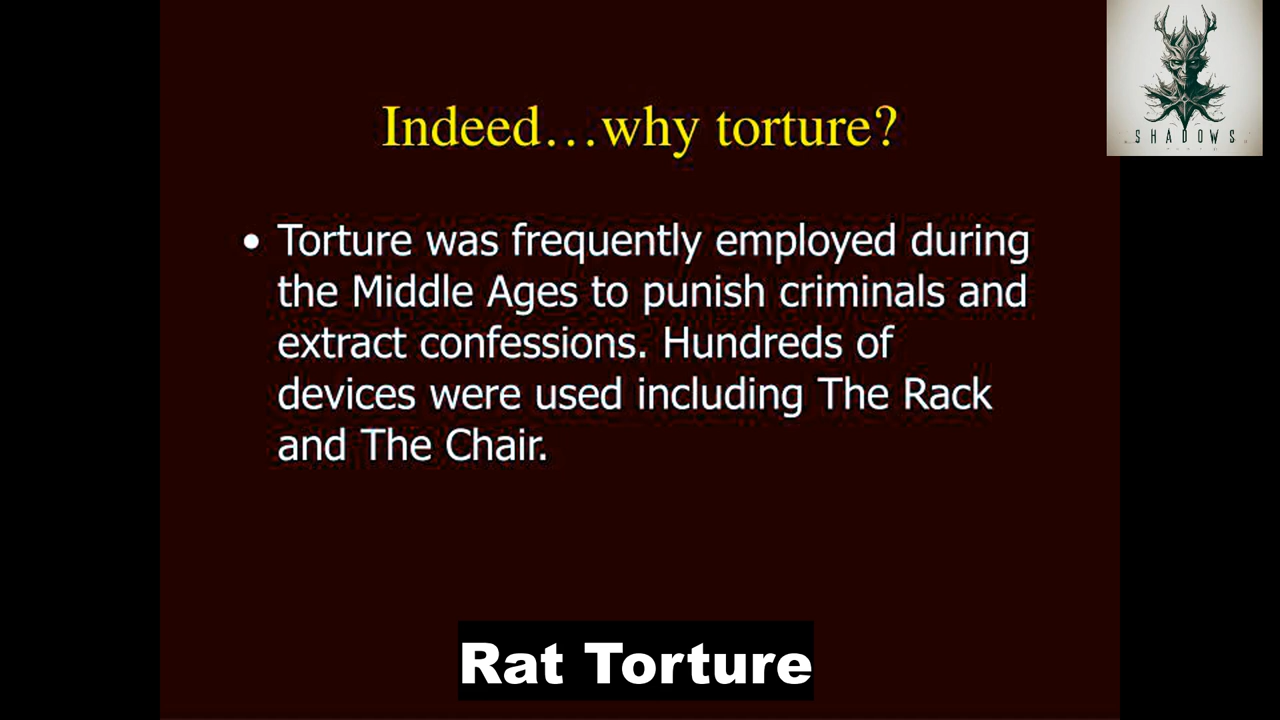 SHADOWS
Indeed...why torture?
• Torture was frequently employed during
the Middle Ages to punish criminals and
extract confessions. Hundreds of
devices were used including The Rack
and The Chair.
Rat Torture